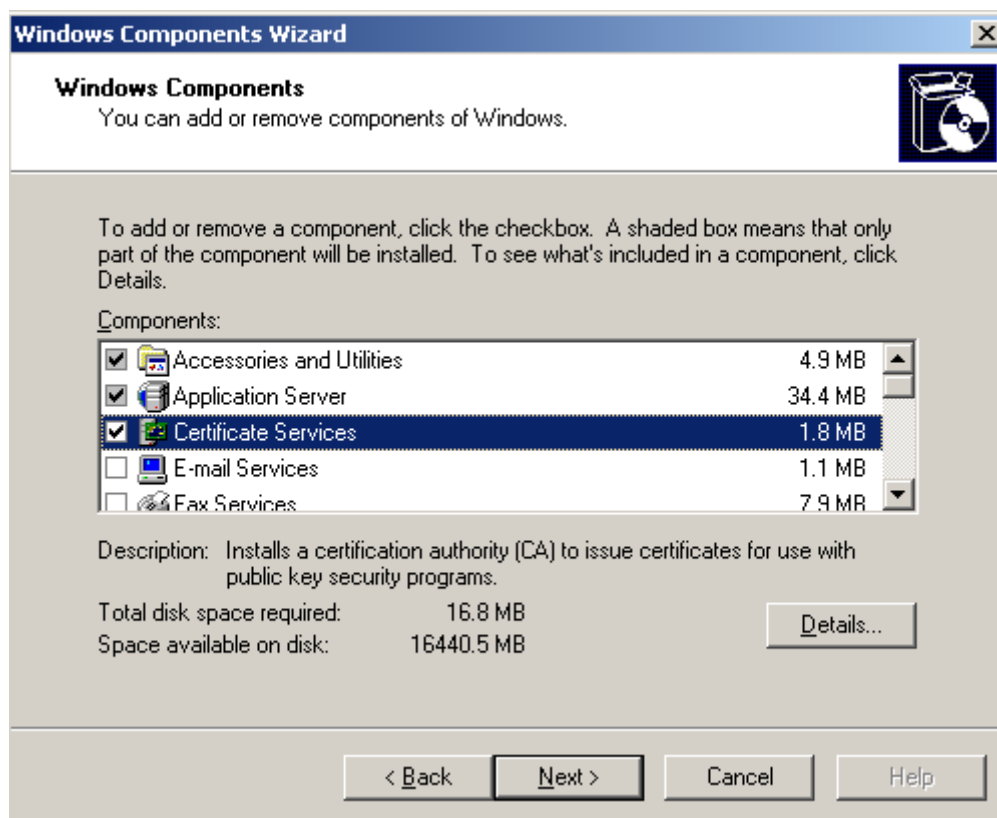 Windows Components Wizard
Windows Components
You can add or remove components of Windows.
To add or remove a component, click the checkbox. A shaded box means that only
part of the component will be installed. To see what's included in a component, click
Details.
Components:
Accessories and Utilities 4.9 MB
Application Server 34.4 MB
Certificate Services 1.8 MB
E-mail Services 1.1 MB
Fax Services 7.9 MB
Description: Installs a certification authority (CA) to issue certificates for use with
public key security programs.
Total disk space required: 16.8 MB
Space available on disk: 16440.5 MB
Details...
< Back Next > Cancel Help